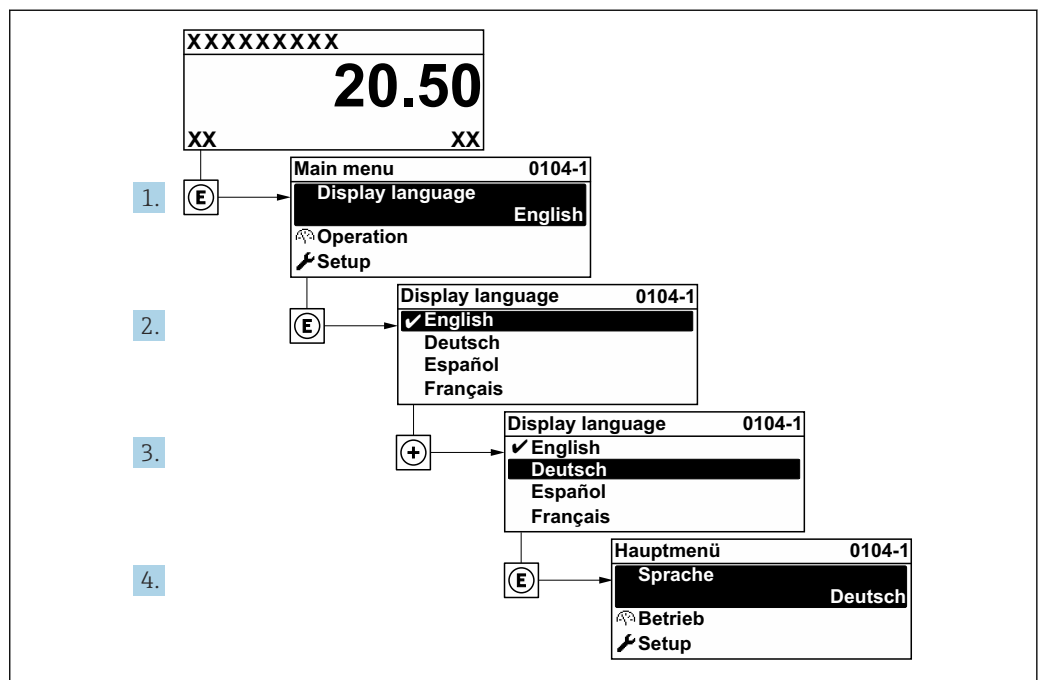 XXXXXXXXX
20.50
XX XX
1. E
Main menu 0104-1
Display language
English
Operation
Setup
2. E
Display language 0104-1
✔English
Deutsch
Español
Français
3. +
Display language 0104-1
✔English
Deutsch
Español
Français
4. E
Hauptmenü 0104-1
Sprache
Deutsch
Betrieb
Setup